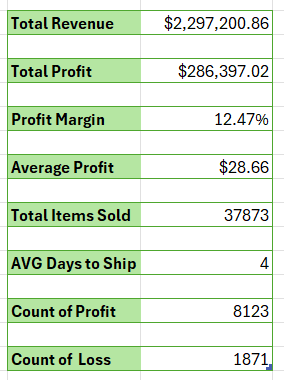 Total Revenue $2,297,200.86
Total Profit $286,397.02
Profit Margin 12.47%
Average Profit $28.66
Total Items Sold 37873
AVG Days to Ship 4
Count of Profit 8123
Count of Loss 1871